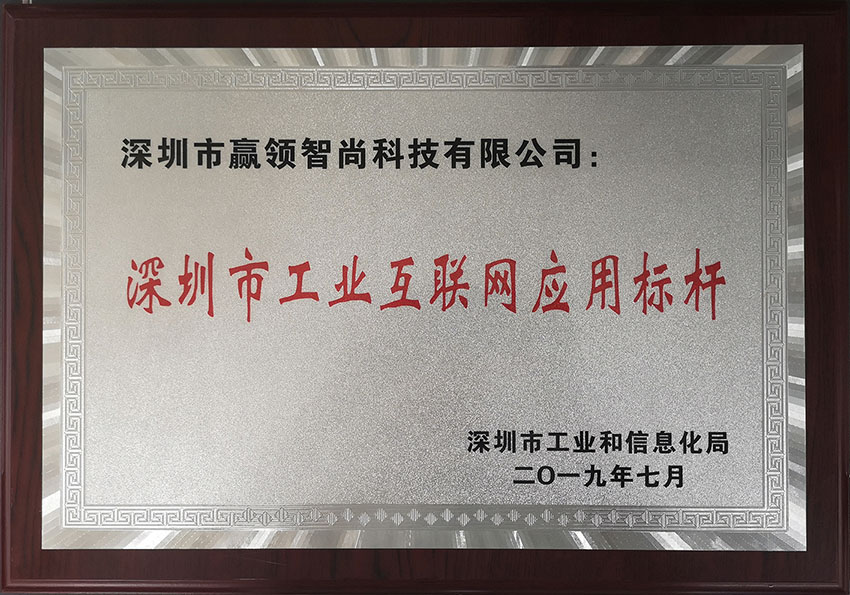 深圳市赢领智尚科技有限公司：
深圳市工业互联网应用标杆
深圳市工业和信息化局
二〇一九年七月